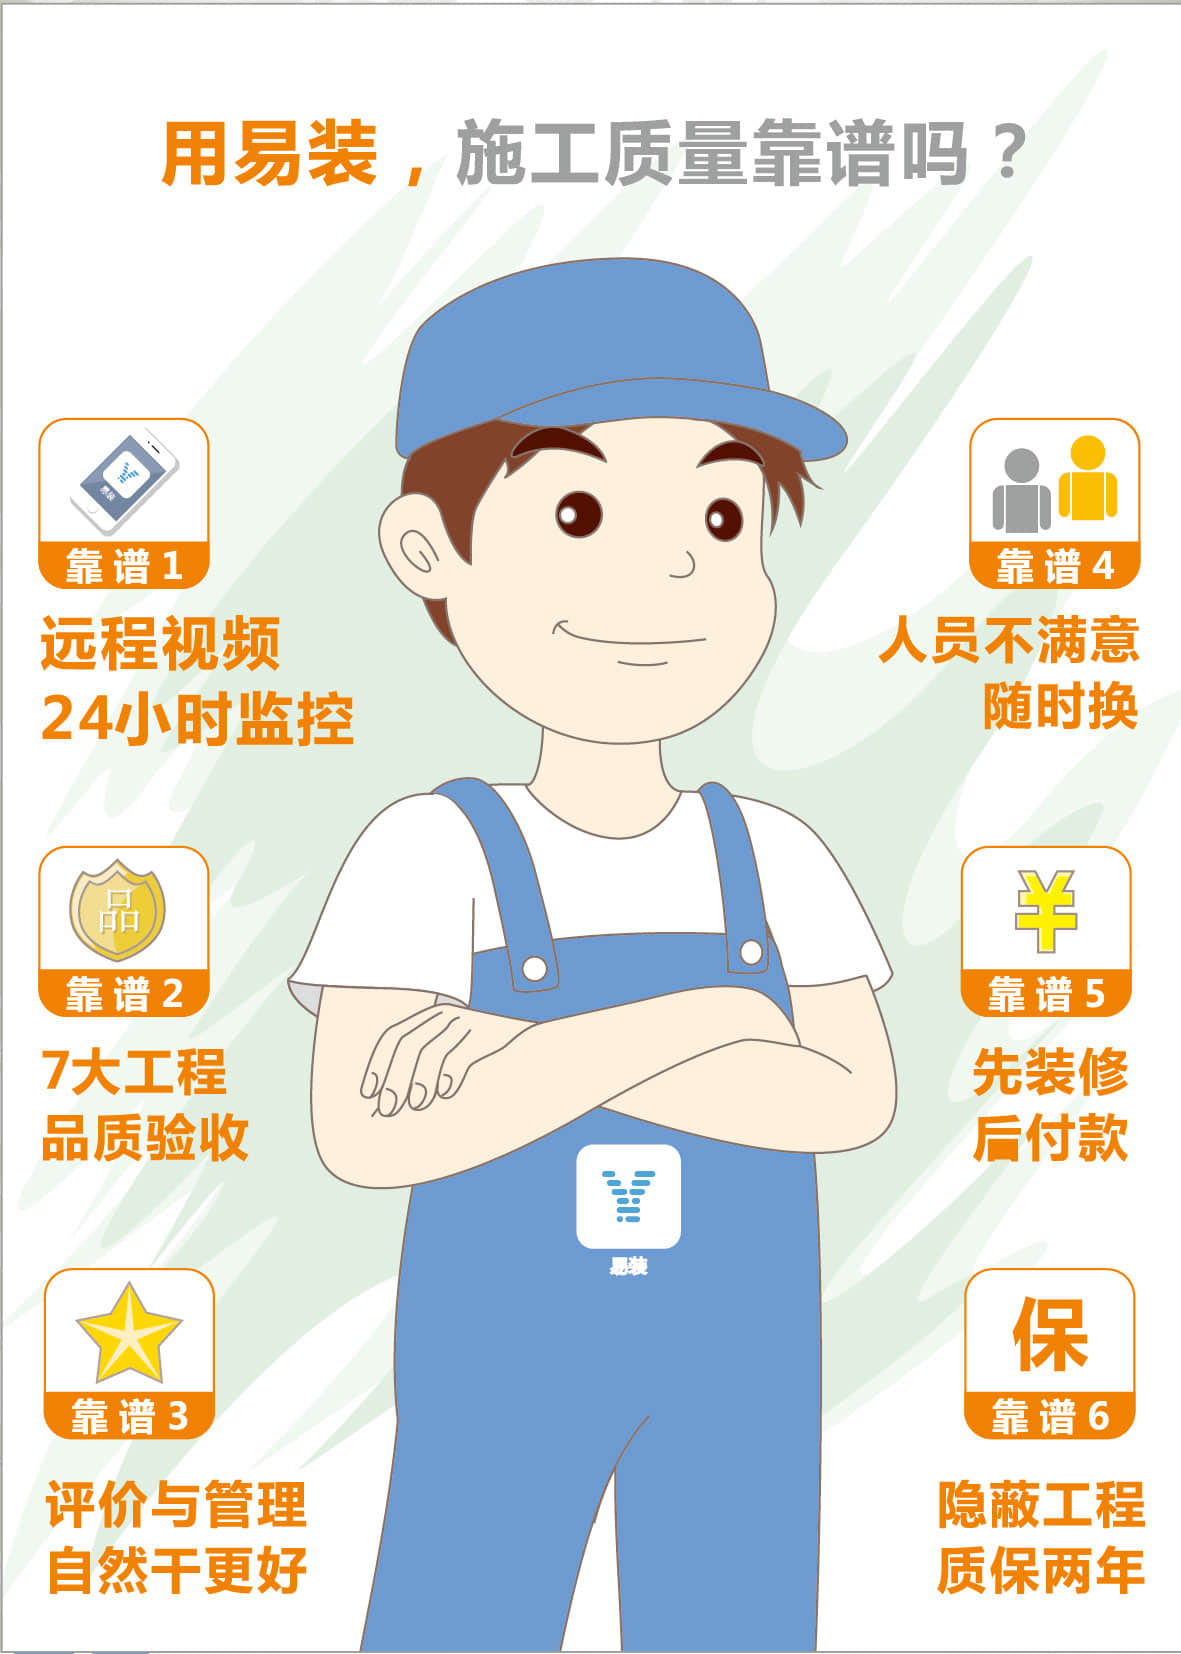 用易装，施工质量靠谱吗？
易装
靠谱1
远程视频
24小时监控
品
靠谱2
7大工程
品质验收
靠谱3
评价与管理
自然干更好
靠谱4
人员不满意
随时换
¥
靠谱5
先装修
后付款
易装
保
靠谱6
隐蔽工程
质保两年